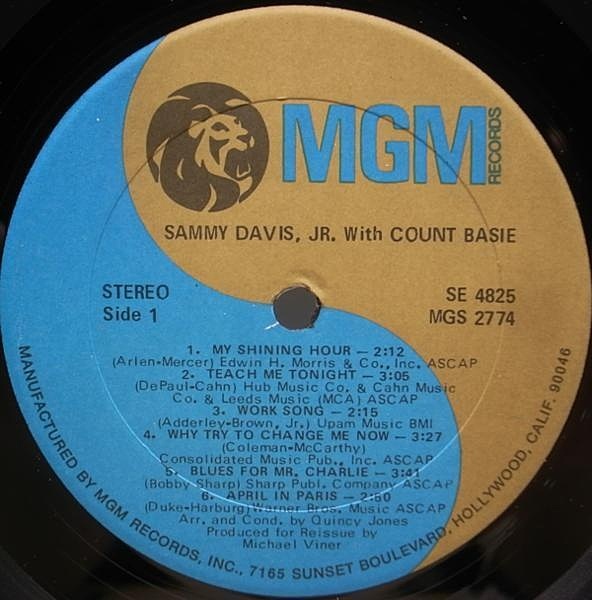 MGM RECORDS
SAMMY DAVIS, JR. With COUNT BASIE
STEREO
Side 1
SE 4825
MGS 2774
1. MY SHINING HOUR – 2:12
(Arlen-Mercer) Edwin H. Morris & Co., Inc. ASCAP
2. TEACH ME TONIGHT – 3:05
(DePaul-Cahn) Hub Music Co. & Cahn Music
Co. & Leeds Music (MCA) ASCAP
3. WORK SONG – 2:15
(Adderley-Brown, Jr.) Upam Music BMI
4. WHY TRY TO CHANGE ME NOW – 3:27
(Coleman-McCarthy)
Consolidated Music Pub., Inc. ASCAP
5. BLUES FOR MR. CHARLIE – 3:41
(Bobby Sharp) Sharp Publ. Company ASCAP
6. APRIL IN PARIS – 2:50
(Duke-Harburg) Warner Bros. Music ASCAP
Arr. and Cond. by Quincy Jones
Produced for Reissue by
Michael Viner
MANUFACTURED BY MGM RECORDS, INC., 7165 SUNSET BOULEVARD, HOLLYWOOD, CALIF. 90046